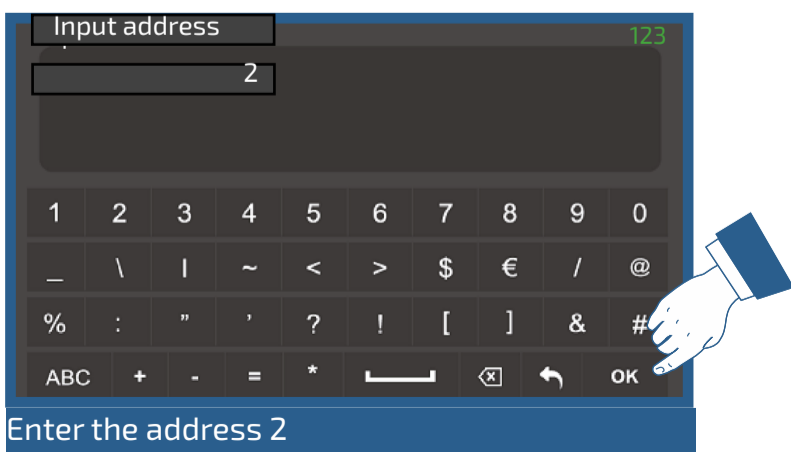 Input address
123
2
1 2 3 4 5 6 7 8 9 0
_ \ | ~ < > $ € / @
% : ” ’ ? ! [ ] & #
ABC + - = * OK
Enter the address 2